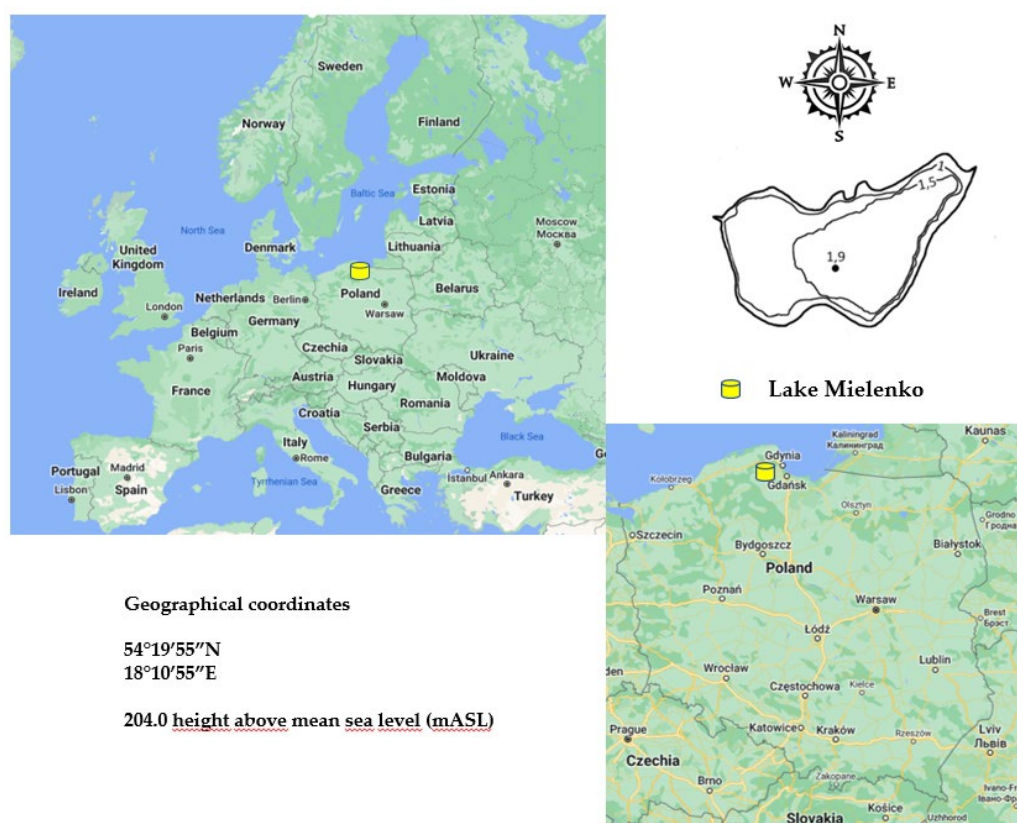 Sweden
Norway
Finland
Estonia
Baltic Sea
Latvia
Moscow
Москва
North Sea
Denmark
Lithuania
United
Kingdom
Ireland
Netherlands
Berlin
Poland
Belarus
London
Warsaw
Belgium
Germany
Paris
Czechia
Ukraine
Slovakia
Austria
Moldova
France
Hungary
Romania
Croatia
Serbia
Italy
Black Sea
Bulgaria
Portugal
Madrid
Rome
İstanbul
Ankara
Lisbon
Spain
Tyrrhenian Sea
Greece
Turkey
N
W
E
S
1
1,5
1,9
Lake Mielenko
Kaliningrad
Калининград
Kaunas
Gdynia
Kołobrzeg
Gdańsk
Olsztyn
Grodno
Szczecin
Bydgoszcz
Białystok
Poland
Poznań
Warsaw
Brest
Брэст
Łódź
Wrocław
Lublin
Częstochowa
Kielce
Prague
Katowice
Kraków
Rzeszów
Lviv
Львів
Czechia
Brno
Zakopane
Košice
Slovakia
Uzhhorod
Geographical coordinates
54°19’55”N
18°10’55”E
204.0 height above mean sea level (mASL)